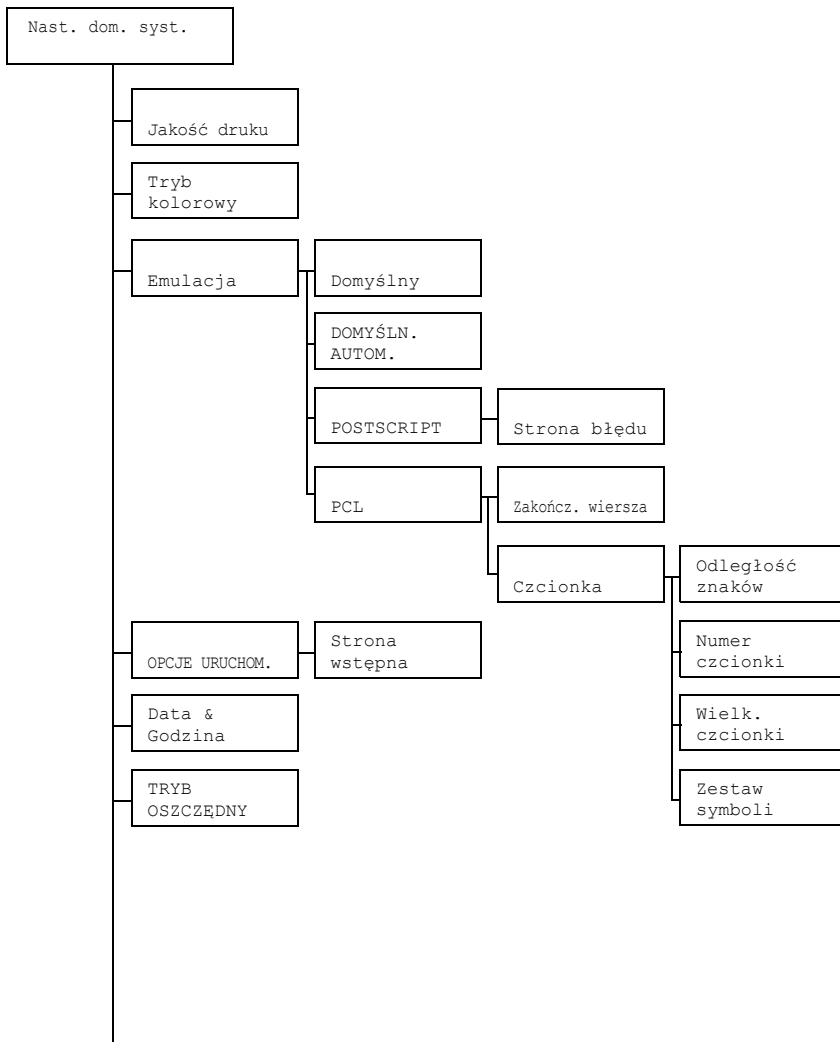 Nast. dom. syst.
Jakość druku
Tryb
kolorowy
Emulacja
Domyślny
DOMYŚLN.
AUTOM.
POSTSCRIPT
Strona błędu
PCL
Zakończ. wiersza
Czcionka
Odległość
znaków
Numer
czcionki
Wielk.
czcionki
Zestaw
symboli
OPCJE URUCHOM.
Strona
wstępna
Data &
Godzina
TRYB
OSZCZĘDNY